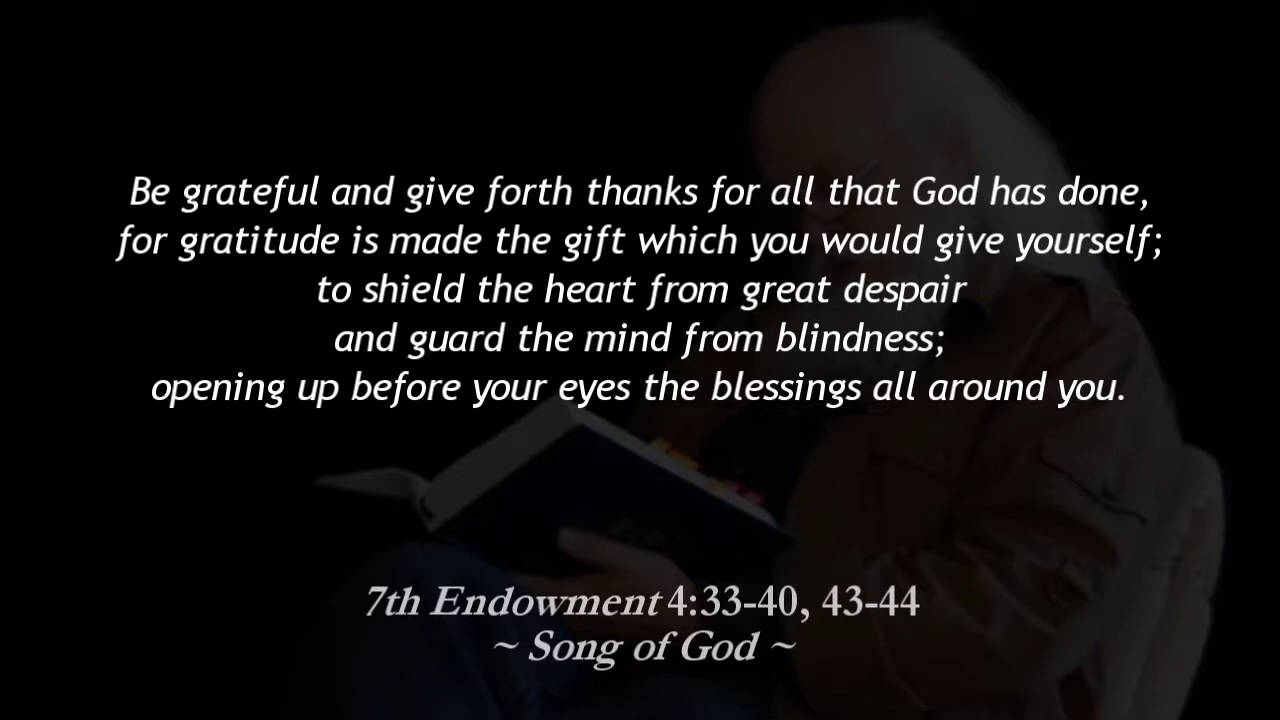 Be grateful and give forth thanks for all that God has done,
for gratitude is made the gift which you would give yourself;
to shield the heart from great despair
and guard the mind from blindness;
opening up before your eyes the blessings all around you.
7th Endowment 4:33-40, 43-44
~ Song of God ~